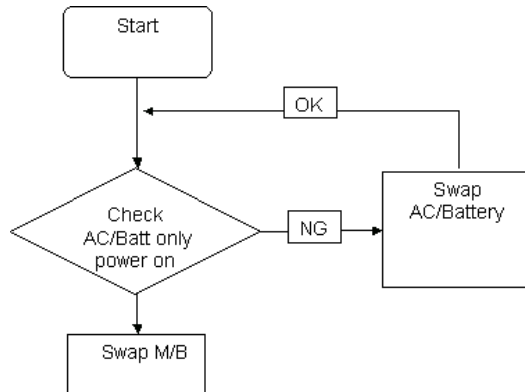 Start
OK
Check
AC/Batt only
power on
NG
Swap
AC/Battery
Swap M/B